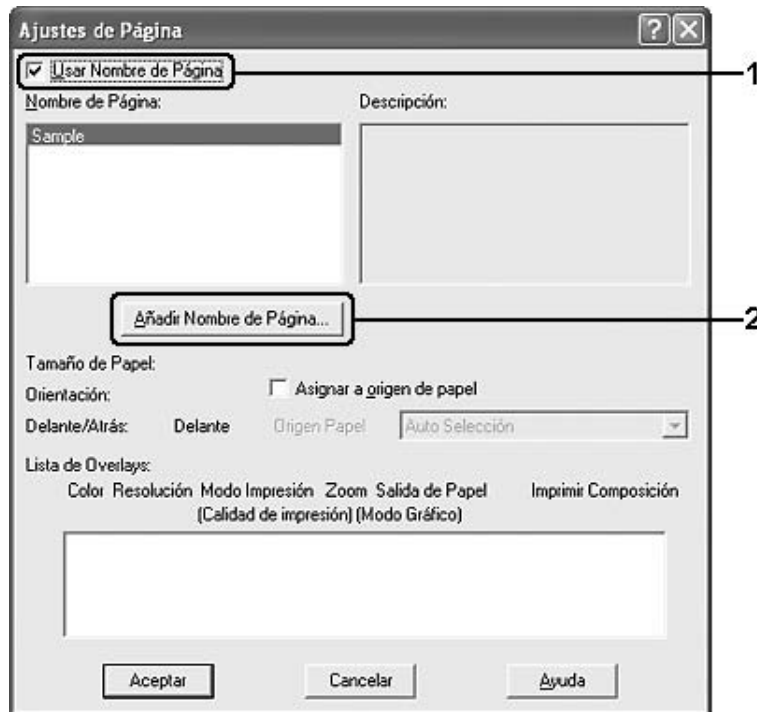 Ajustes de Página
Usar Nombre de Página
1
Nombre de Página:
Descripción:
Sample
Añadir Nombre de Página...
2
Tamaño de Papel:
Orientación:
Asignar a origen de papel
Delante/Atrás: Delante Origen Papel Auto Selección
Lista de Overlays:
Color Resolución Modo Impresión Zoom Salida de Papel Imprimir Composición
(Calidad de impresión) (Modo Gráfico)
Aceptar Cancelar Ayuda